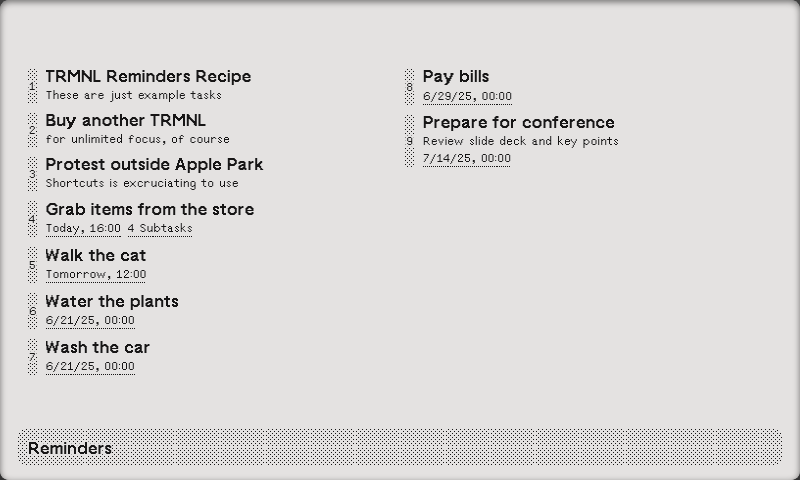 1
TRMNL Reminders Recipe
These are just example tasks
2
Buy another TRMNL
for unlimited focus, of course
3
Protest outside Apple Park
Shortcuts is excruciating to use
4
Grab items from the store
Today, 16:00 4 Subtasks
5
Walk the cat
Tomorrow, 12:00
6
Water the plants
6/21/25, 00:00
7
Wash the car
6/21/25, 00:00
8
Pay bills
6/29/25, 00:00
9
Prepare for conference
Review slide deck and key points
7/14/25, 00:00
Reminders